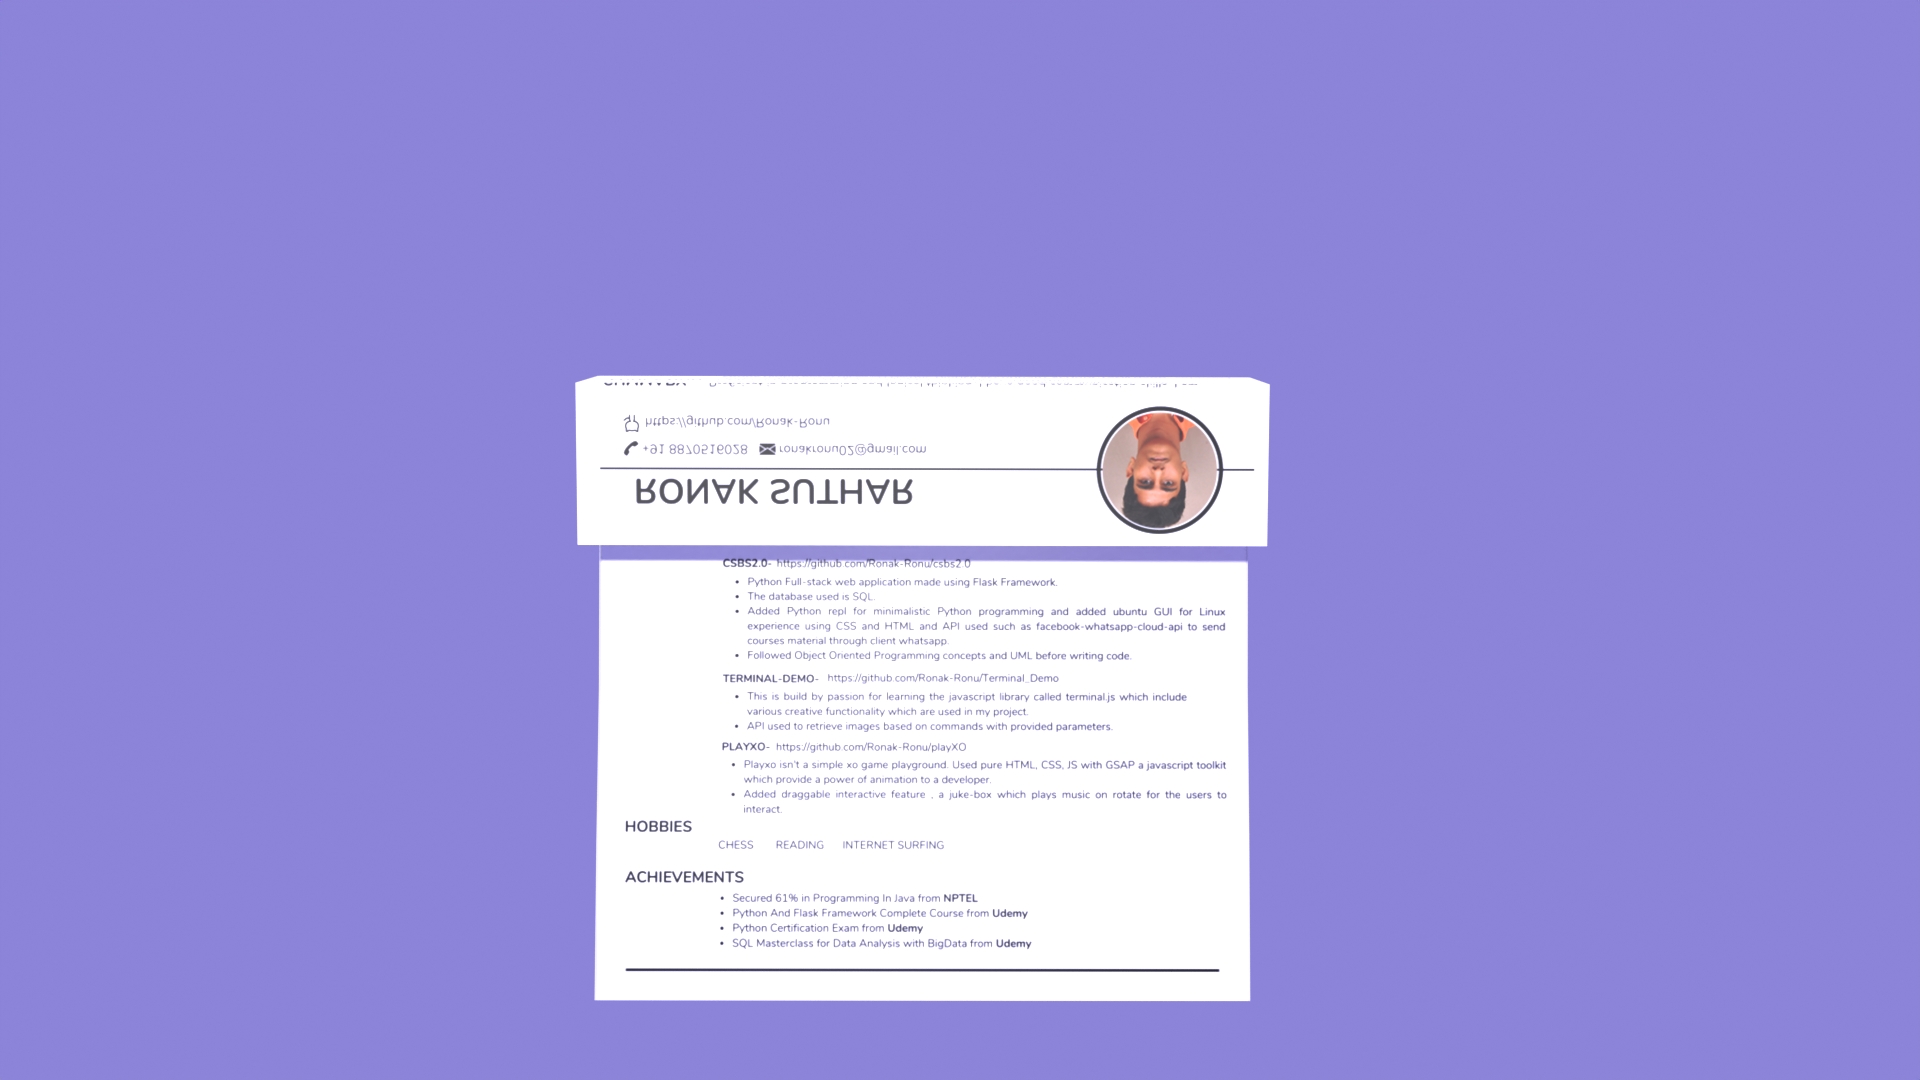 SUMMARY
https://github.com/Ronak-Ronu
+91 8870516028 ronakronu02@gmail.com
RONAK SUTHAR
CSBS2.0- https://github.com/Ronak-Ronu/csbs2.0
• Python Full-stack web application made using Flask Framework.
• The database used is SQL.
• Added Python repl for minimalistic Python programming and added ubuntu GUI for Linux
experience using CSS and HTML and API used such as facebook-whatsapp-cloud-api to send
courses material through client whatsapp.
• Followed Object Oriented Programming concepts and UML before writing code.
TERMINAL-DEMO- https://github.com/Ronak-Ronu/Terminal_Demo
• This is build by passion for learning the javascript library called terminal.js which include
various creative functionality which are used in my project.
• API used to retrieve images based on commands with provided parameters.
PLAYXO- https://github.com/Ronak-Ronu/playXO
• Playxo isn't a simple xo game playground. Used pure HTML, CSS, JS with GSAP a javascript toolkit
which provide a power of animation to a developer.
• Added draggable interactive feature , a juke-box which plays music on rotate for the users to
interact.
HOBBIES
CHESS READING INTERNET SURFING
ACHIEVEMENTS
• Secured 61% in Programming In Java from NPTEL
• Python And Flask Framework Complete Course from Udemy
• Python Certification Exam from Udemy
• SQL Masterclass for Data Analysis with BigData from Udemy